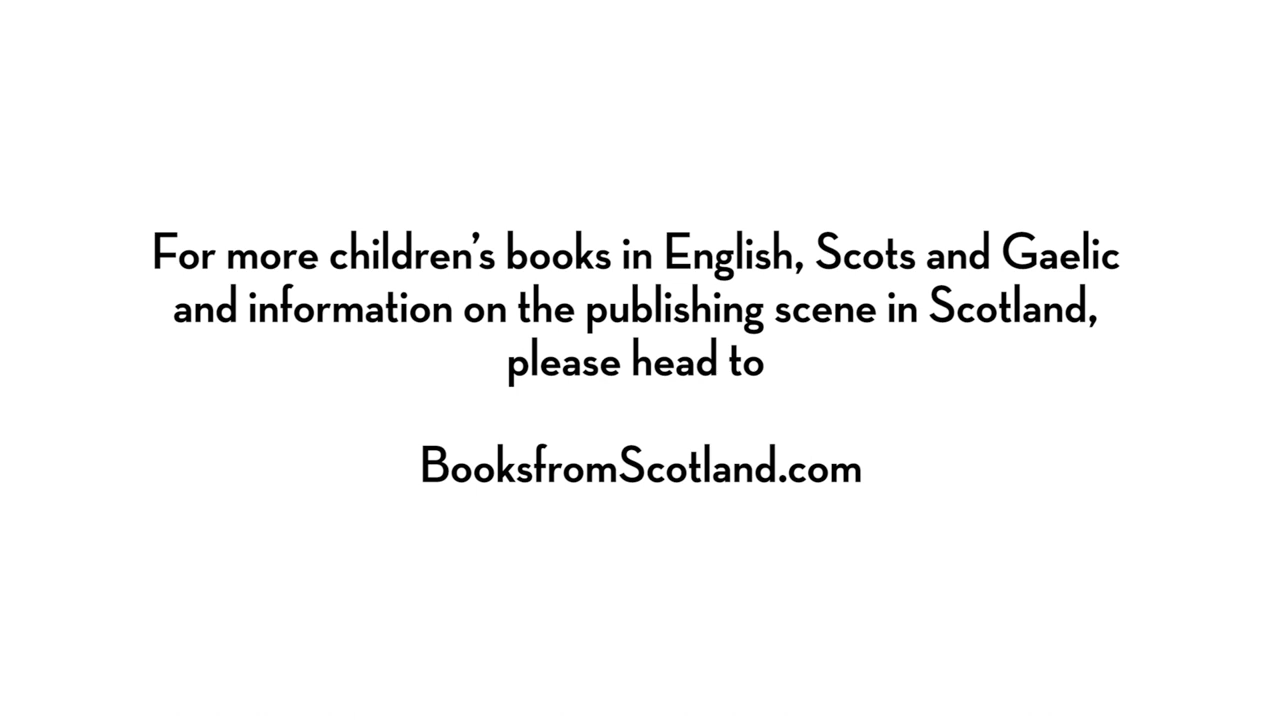 For more children’s books in English, Scots and Gaelic
and information on the publishing scene in Scotland,
please head to
BooksfromScotland.com